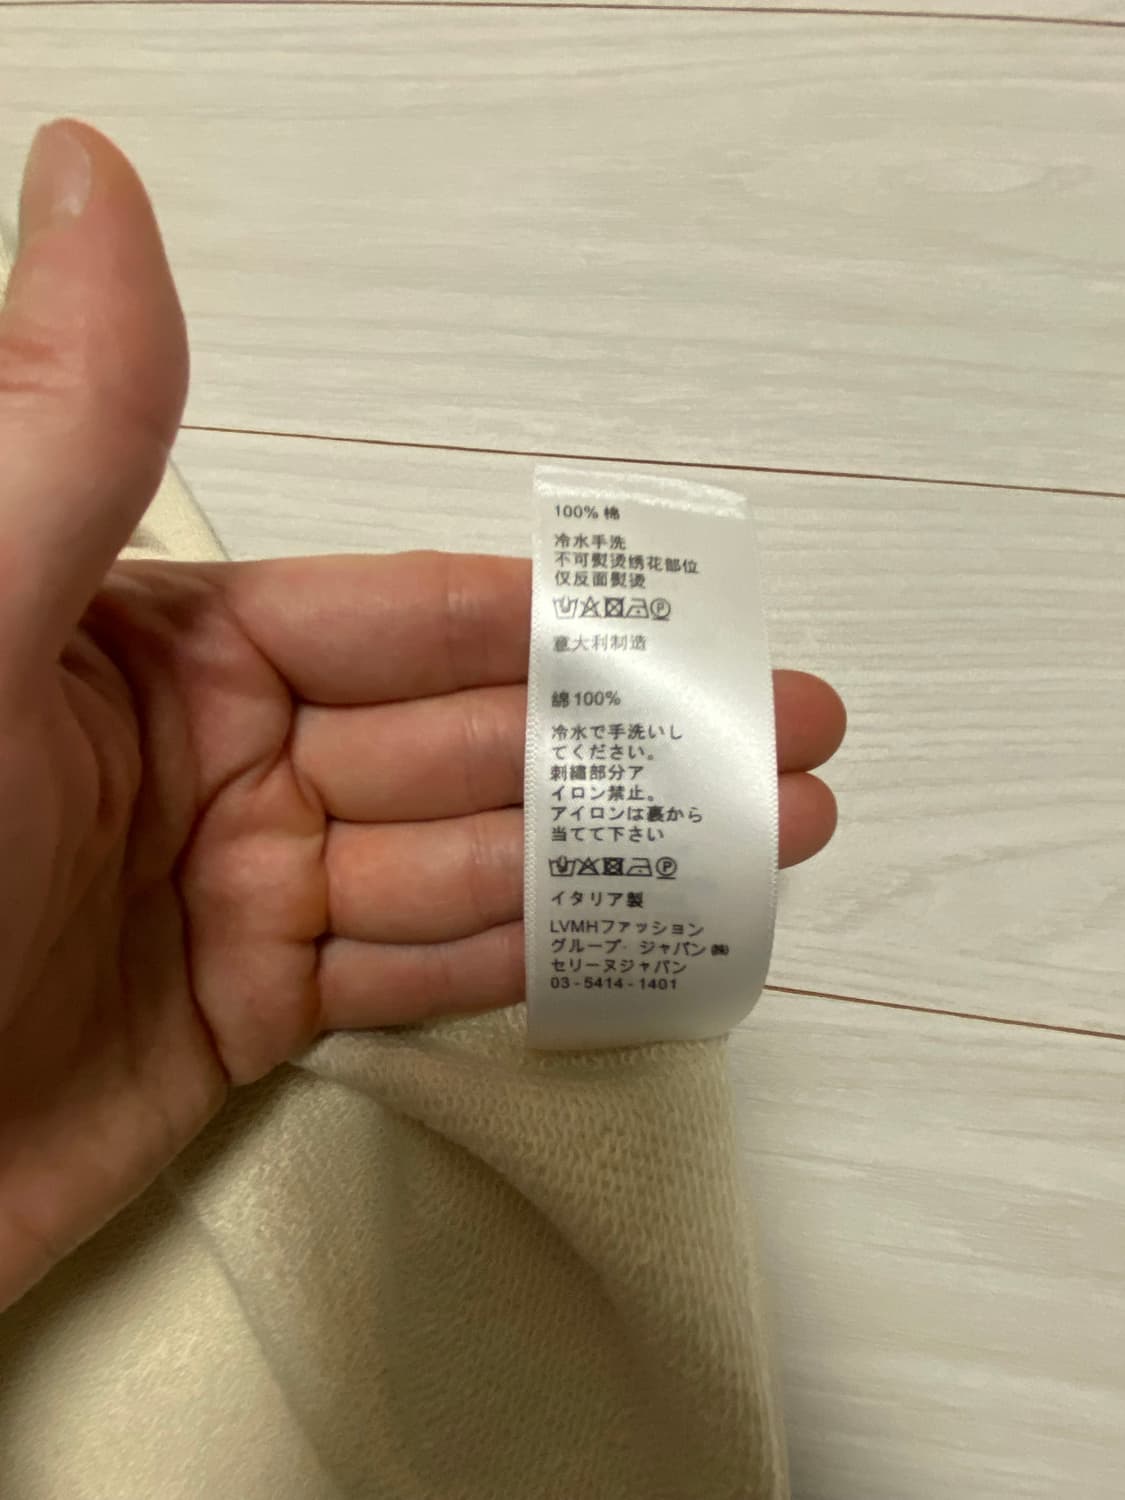 100% 棉
冷水手洗
不可熨烫绣花部位
仅反面熨烫
P
意大利制造
綿100%
冷水で手洗いし
てください。
刺繡部分ア
イロン禁止。
アイロンは裏から
当てて下さい
P
イタリア製
LVMHファッション
グループ・ジャパン㈱
セリーヌジャパン
03-5414-1401